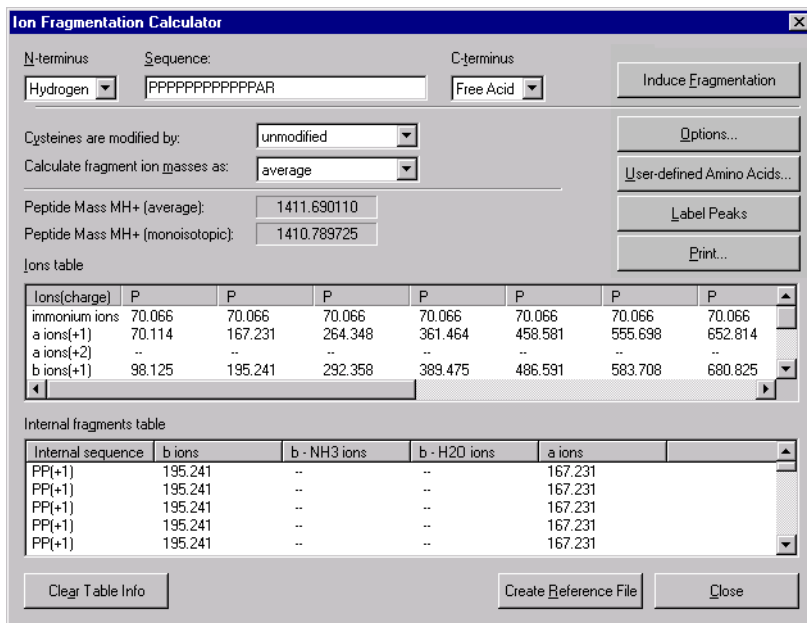 Ion Fragmentation Calculator
N-terminus Sequence: C-terminus
Hydrogen PPPPPPPPPPPPAR Free Acid Induce Fragmentation
Cysteines are modified by: unmodified Options...
Calculate fragment ion masses as: average User-defined Amino Acids...
Peptide Mass MH+ (average): 1411.690110 Label Peaks
Peptide Mass MH+ (monoisotopic): 1410.789725 Print...
Ions table
Ions(charge) P P P P P P P
immonium ions 70.066 70.066 70.066 70.066 70.066 70.066 70.066
a ions(+1) 70.114 167.231 264.348 361.464 458.581 555.698 652.814
a ions(+2) -- -- -- -- -- -- --
b ions(+1) 98.125 195.241 292.358 389.475 486.591 583.708 680.825
Internal fragments table
Internal sequence b ions b - NH3 ions b - H2O ions a ions
PP(+1) 195.241 -- -- 167.231
PP(+1) 195.241 -- -- 167.231
PP(+1) 195.241 -- -- 167.231
PP(+1) 195.241 -- -- 167.231
PP(+1) 195.241 -- -- 167.231
Clear Table Info Create Reference File Close